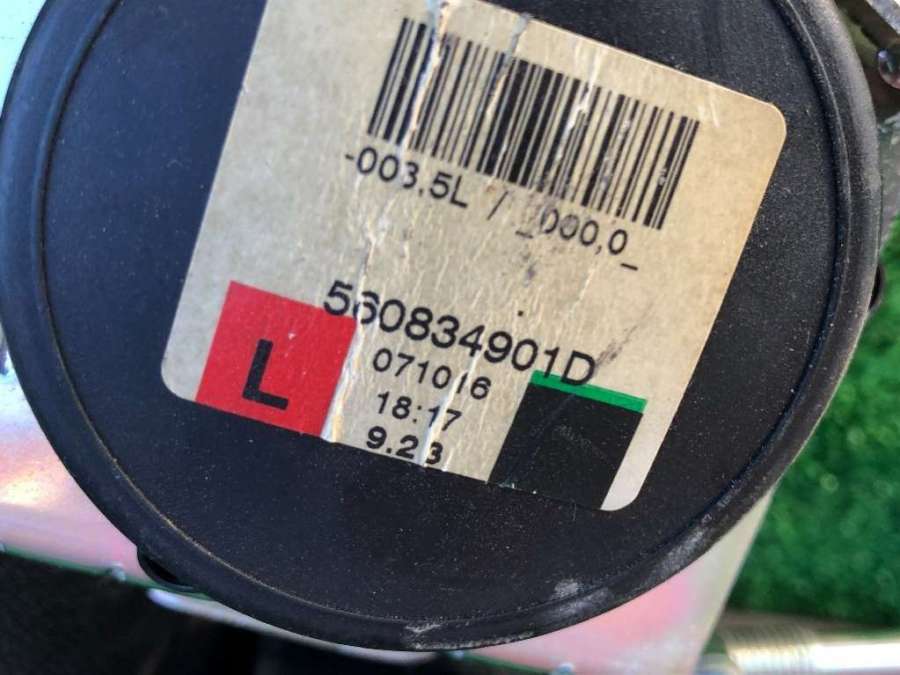 -003,5L / _000,0_
560834901D
071016
18:17
9.23
L